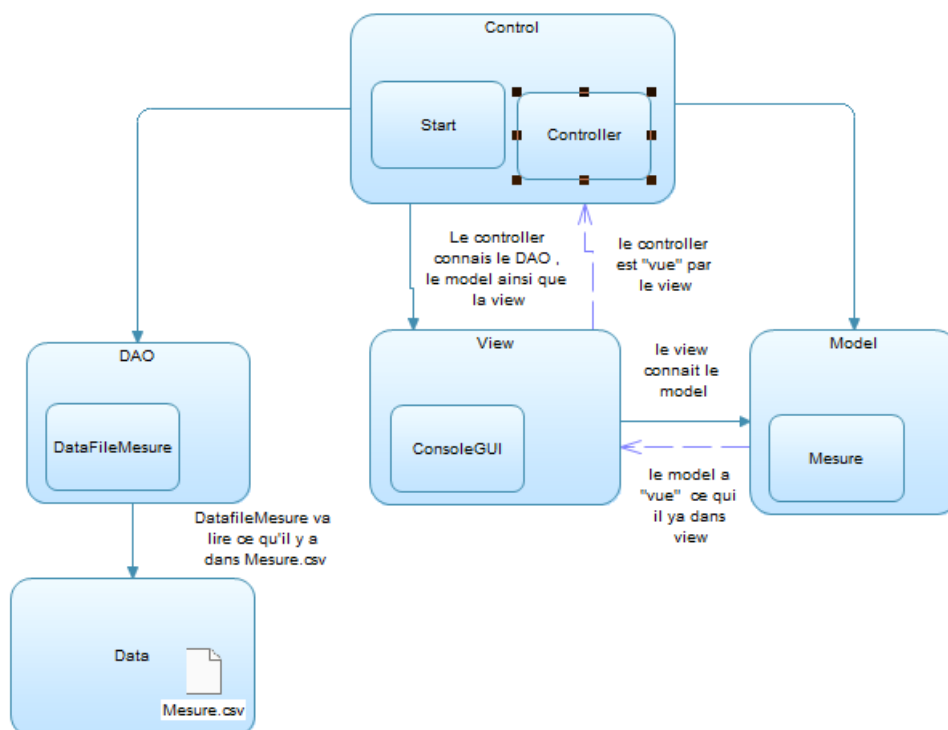 Control
Start
Controller
Le controller
connais le DAO ,
le model ainsi que
la view
le controller
est "vue" par
le view
DAO
DataFileMesure
View
ConsoleGUI
le view
connait le
model
Model
Mesure
le model a
"vue" ce qui
il ya dans
view
DatafileMesure va
lire ce qu'il y a
dans Mesure.csv
Data
Mesure.csv